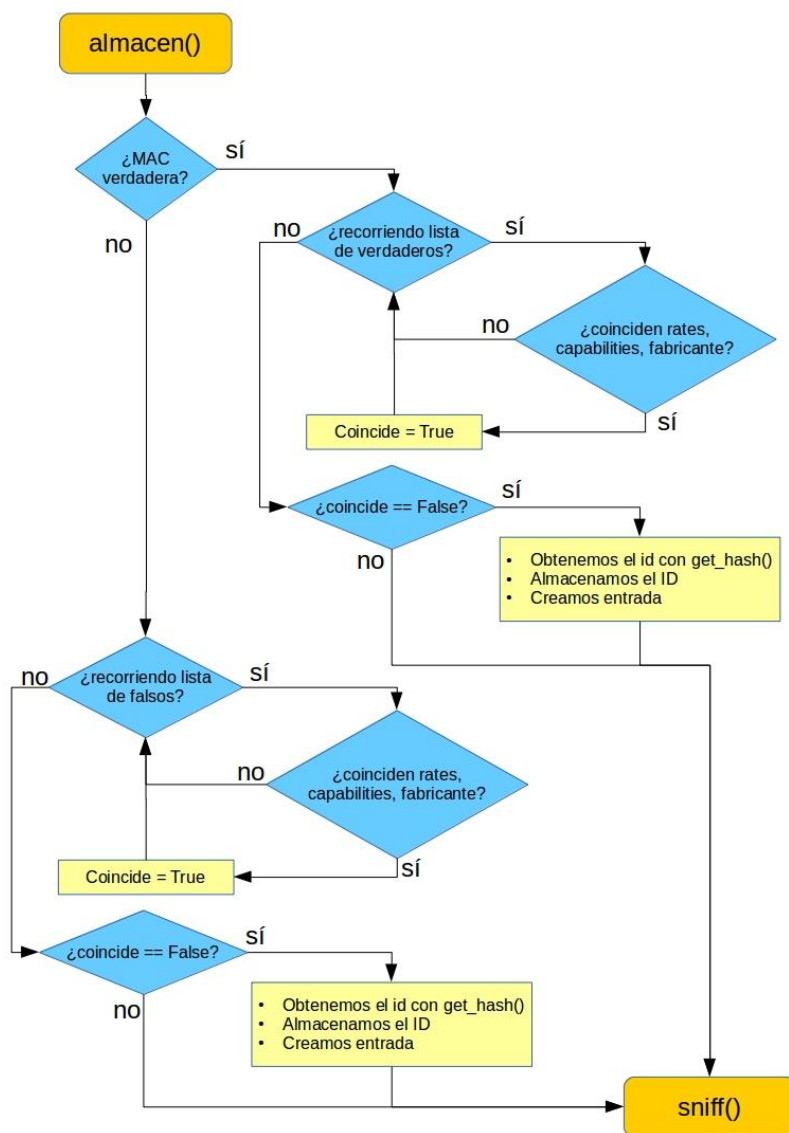 almacen()
¿MAC
verdadera?
sí
no
¿recorriendo lista
de verdaderos?
no
sí
¿coinciden rates,
capabilities, fabricante?
no
sí
Coincide = True
¿coincide == False?
sí
no
• Obtenemos el id con get_hash()
• Almacenamos el ID
• Creamos entrada
¿recorriendo lista
de falsos?
no
sí
¿coinciden rates,
capabilities, fabricante?
no
sí
Coincide = True
¿coincide == False?
sí
no
• Obtenemos el id con get_hash()
• Almacenamos el ID
• Creamos entrada
sniff()